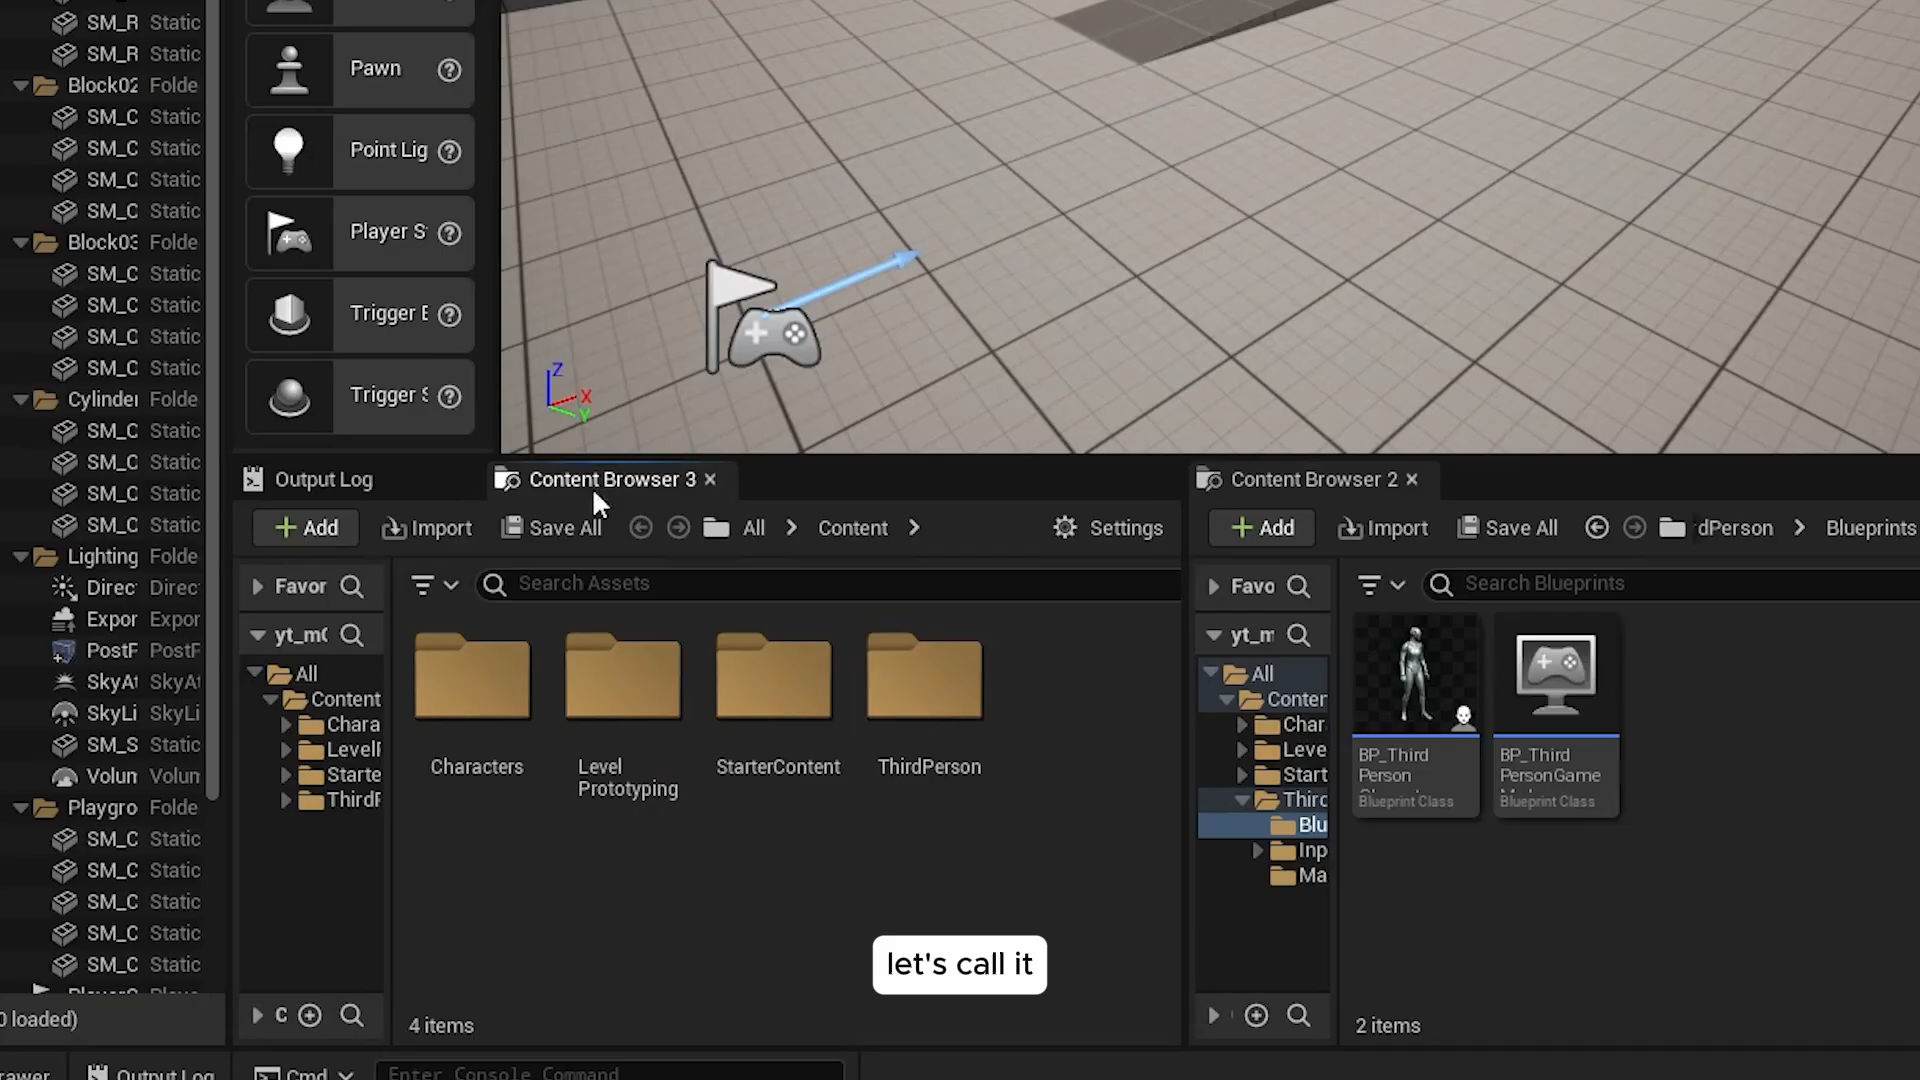 SM_R Static
SM_R Static
Block02 Folde
SM_C Static
SM_C Static
SM_C Static
SM_C Static
Block03 Folde
SM_C Static
SM_C Static
SM_C Static
SM_C Static
Cylinder Folde
SM_C Static
SM_C Static
SM_C Static
SM_C Static
Lighting Folde
Direc Direc
Expor Expor
PostP PostP
SkyAt SkyAt
SkyLi SkyLi
SM_S Static
Volum Volum
Playgro Folde
SM_C Static
SM_C Static
SM_C Static
SM_C Static
SM_C Static
loaded)
Pawn
Point Lig
Player S
Trigger
Trigger S
Z
X
Y
Output Log
Content Browser 3
Add
Import
Save All
All
Content
Settings
Favor
yt_m
All
Content
Chara
Level
Starte
Third
C
Search Assets
Characters
Level
Prototyping
StarterContent
ThirdPerson
4 items
let's call it
Content Browser 2
Add
Import
Save All
dPerson
Blueprints
Favo
yt_m
All
Conter
Char
Leve
Start
Third
Blu
Inp
Ma
Search Blueprints
BP_Third
Person
Blueprint Class
BP_Third
PersonGame
Blueprint Class
2 items
rawer
Output Log
Cmd
Enter Console Command